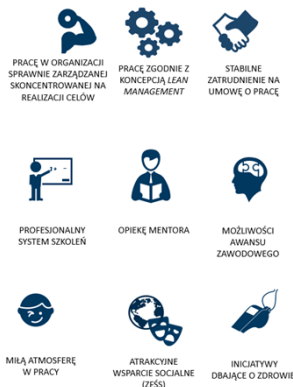 PRACĘ W ORGANIZACJI
SPRAWNIE ZARZĄDZANEJ
SKONCENTROWANEJ NA
REALIZACJI CELÓW
PRACĘ ZGODNIE Z
KONCEPCJĄ LEAN
MANAGEMENT
STABILNE
ZATRUDNIENIE NA
UMOWĘ O PRACĘ
PROFESJONALNY
SYSTEM SZKOLEŃ
OPIEKĘ MENTORA
MOŻLIWOŚCI
AWANSU
ZAWODOWEGO
MIŁĄ ATMOSFERĘ
W PRACY
ATRAKCYJNE
WSPARCIE SOCJALNE
(ZFŚS)
INICJATYWY
DBAJĄCE O ZDROWIE